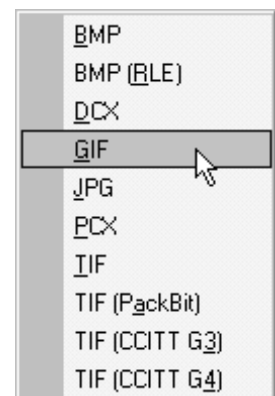 BMP
BMP (RLE)
DCX
GIF
JPG
PCX
TIF
TIF (PackBit)
TIF (CCITT G3)
TIF (CCITT G4)